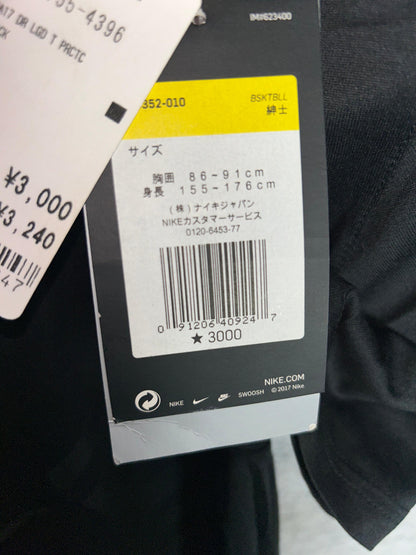 35-4396
A17 DR LGD T PRCTC
CK
¥3,000
¥3,240
47
IM#623400
852-010
BSKTBLL
紳士
サイズ
胸囲 86-91cm
身長 155-176cm
(株)ナイキジャパン
NIKEカスタマーサービス
0120-6453-77
0 91206 40924 7
★3000
NIKE.COM
© 2017 Nike
NIKE
SWOOSH